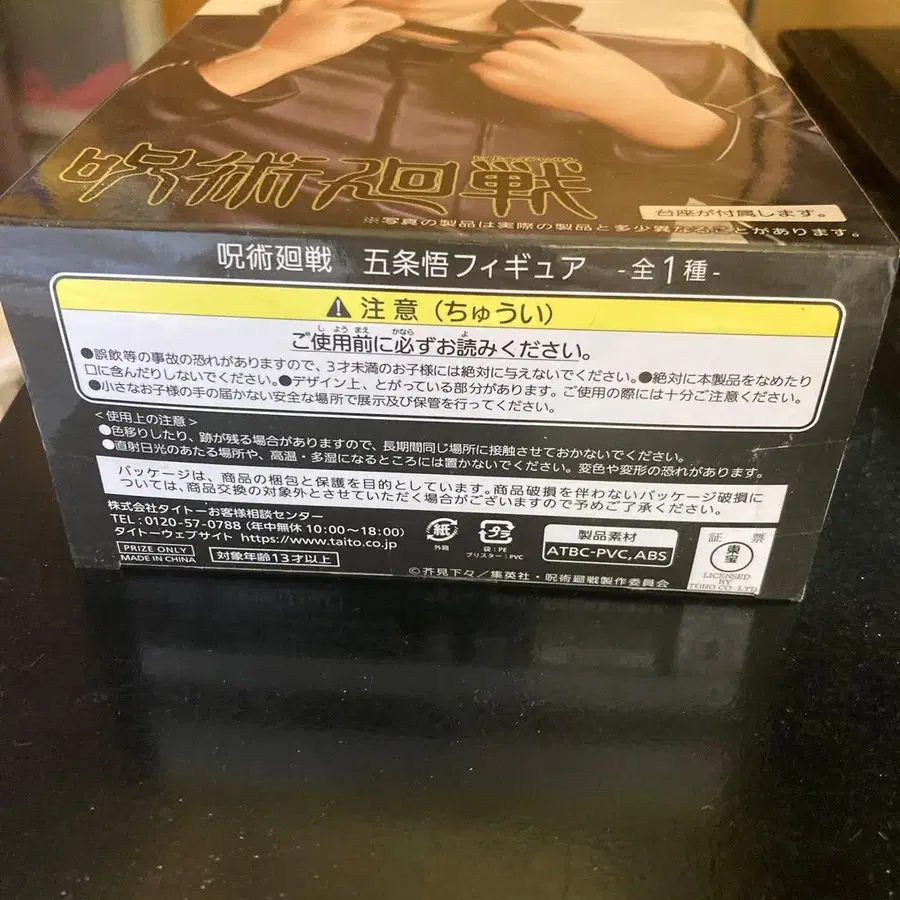 呪術廻戦
台座が付属します。
※写真の製品は実際の製品と多少異なることがあります。
呪術廻戦 五条悟フィギュア -全1種-
⚠注意(ちゅうい)
ご使用前に必ずお読みください。
●誤飲等の事故の恐れがありますので、3才未満のお子様には絶対に与えないでください。●絶対に本製品をなめたり
口に含んだりしないでください。●デザイン上、とがっている部分があります。ご使用の際には十分ご注意ください。
●小さなお子様の手の届かない安全な場所で展示及び保管を行ってください。
<使用上の注意>
●色移りしたり、跡が残る場合がありますので、長期間同じ場所に接触させておかないでください。
●直射日光のあたる場所や、高温・多湿になるところには置かないでください。変色や変形の恐れがあります。
パッケージは、商品の梱包と保護を目的としています。商品破損を伴わないパッケージ破損に
ついては、商品交換の対象外とさせていただく場合がございますので予めご了承ください。
株式会社タイトーお客様相談センター
TEL:0120-57-0788(年中無休10:00~18:00)
タイトーウェブサイト https://www.taito.co.jp
PRIZE ONLY
MADE IN CHINA
対象年齢13才以上
紙
外箱
プラ
袋:PE
ブリスター:PVC
製品素材
ATBC-PVC, ABS
証 票
東宝
LICENSED
BY
TOHO CO., LTD.
©芥見下々/集英社・呪術廻戦製作委員会